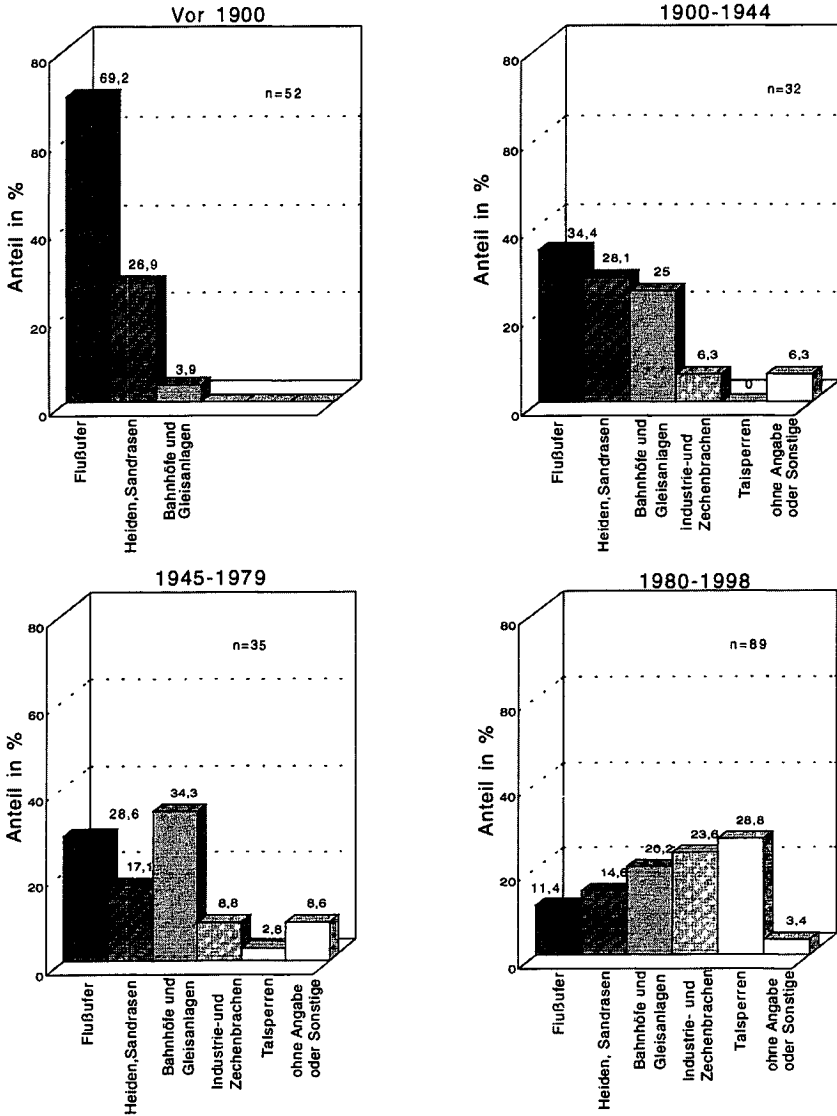 Vor 1900
Anteil in %
80
80
40
20
0
69,2
26,9
3,9
n=52
Flußufer
Heiden,Sandrasen
Bahnhöfe und
Gleisanlagen
1900-1944
Anteil in %
80
80
40
20
0
34,4
28,1
25
6,3
0
6,3
n=32
Flußufer
Heiden,Sandrasen
Bahnhöfe und
Gleisanlagen
Industrie-und
Zechenbrachen
Talsperren
ohne Angabe
oder Sonstige
1945-1979
Anteil in %
80
60
40
20
0
28,6
17,1
34,3
8,8
2,8
8,6
n=35
Flußufer
Heiden,Sandrasen
Bahnhöfe und
Gleisanlagen
Industrie-und
Zechenbrachen
Talsperren
ohne Angabe
oder Sonstige
1980-1998
Anteil in %
80
60
40
20
0
11,4
14,6
20,2
23,6
28,8
3,4
n=89
Flußufer
Heiden, Sandrasen
Bahnhöfe und
Gleisanlagen
Industrie- und
Zechenbrachen
Talsperren
ohne Angabe
oder Sonstige